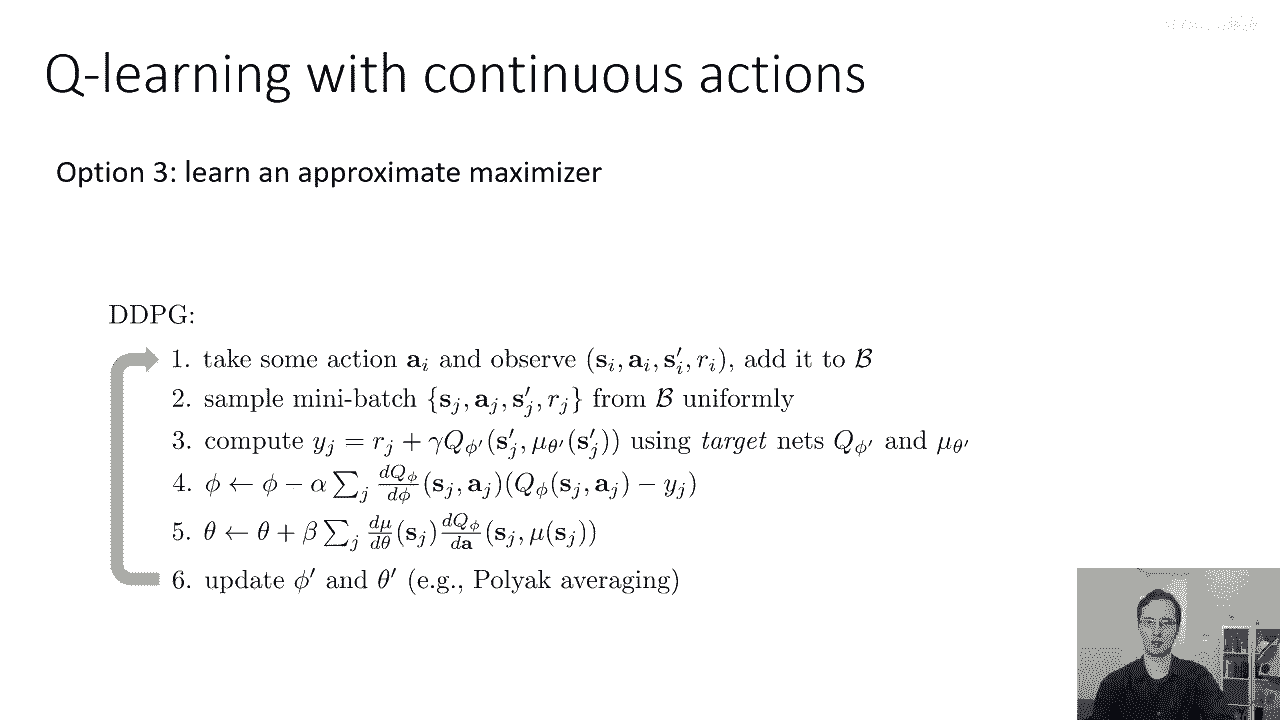 Q-learning with continuous actions
Option 3: learn an approximate maximizer
DDPG:
1. take some action $\mathbf{a}_i$ and observe $(\mathbf{s}_i, \mathbf{a}_i, \mathbf{s}'_i, r_i)$, add it to $\mathcal{B}$
2. sample mini-batch $\{\mathbf{s}_j, \mathbf{a}_j, \mathbf{s}'_j, r_j\}$ from $\mathcal{B}$ uniformly
3. compute $y_j = r_j + \gamma Q_{\phi'}(\mathbf{s}'_j, \mu_{\theta'}(\mathbf{s}'_j))$ using target nets $Q_{\phi'}$ and $\mu_{\theta'}$
4. $\phi \leftarrow \phi - \alpha \sum_j \frac{dQ_\phi}{d\phi}(\mathbf{s}_j, \mathbf{a}_j)(Q_\phi(\mathbf{s}_j, \mathbf{a}_j) - y_j)$
5. $\theta \leftarrow \theta + \beta \sum_j \frac{d\mu}{d\theta}(\mathbf{s}_j) \frac{dQ_\phi}{d\mathbf{a}}(\mathbf{s}_j, \mu(\mathbf{s}_j))$
6. update $\phi'$ and $\theta'$ (e.g., Polyak averaging)